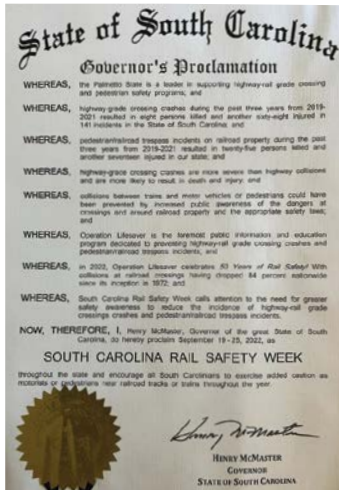 State of South Carolina
Governor's Proclamation
WHEREAS, the Palmetto State is a leader in supporting highway-rail grade crossing
and pedestrian safety programs; and
WHEREAS, highway-grade crossing crashes during the past three years from 2019-
2021 resulted in eight persons killed and another sixty-eight injured in
141 incidents in the State of South Carolina; and
WHEREAS, pedestrian/railroad trespass incidents on railroad property during the past
three years from 2019-2021 resulted in twenty-five persons killed and
another seventeen injured in our state; and
WHEREAS, highway-grade crossing crashes are more severe than highway collisions
and are more likely to result in death and injury; and
WHEREAS, collisions between trains and motor vehicles or pedestrians could have
been prevented by increased public awareness of the dangers at
crossings and around railroad property and the appropriate safety laws;
and
WHEREAS, Operation Lifesaver is the foremost public information and education
program dedicated to preventing highway-rail grade crossing crashes and
pedestrian/railroad trespass incidents; and
WHEREAS, in 2022, Operation Lifesaver celebrates 50 Years of Rail Safety! With
collisions at railroad crossings having dropped 84 percent nationwide
since its inception in 1972; and
WHEREAS, South Carolina Rail Safety Week calls attention to the need for greater
safety awareness to reduce the incidence of highway-rail grade
crossings crashes and pedestrian/railroad trespass incidents.
NOW, THEREFORE, I, Henry McMaster, Governor of the great State of South
Carolina, do hereby proclaim September 19 - 25, 2022, as
SOUTH CAROLINA RAIL SAFETY WEEK
throughout the state and encourage all South Carolinians to exercise added caution as
motorists or pedestrians near railroad tracks or trains throughout the year.
Henry McMaster
HENRY MCMASTER
GOVERNOR
STATE OF SOUTH CAROLINA